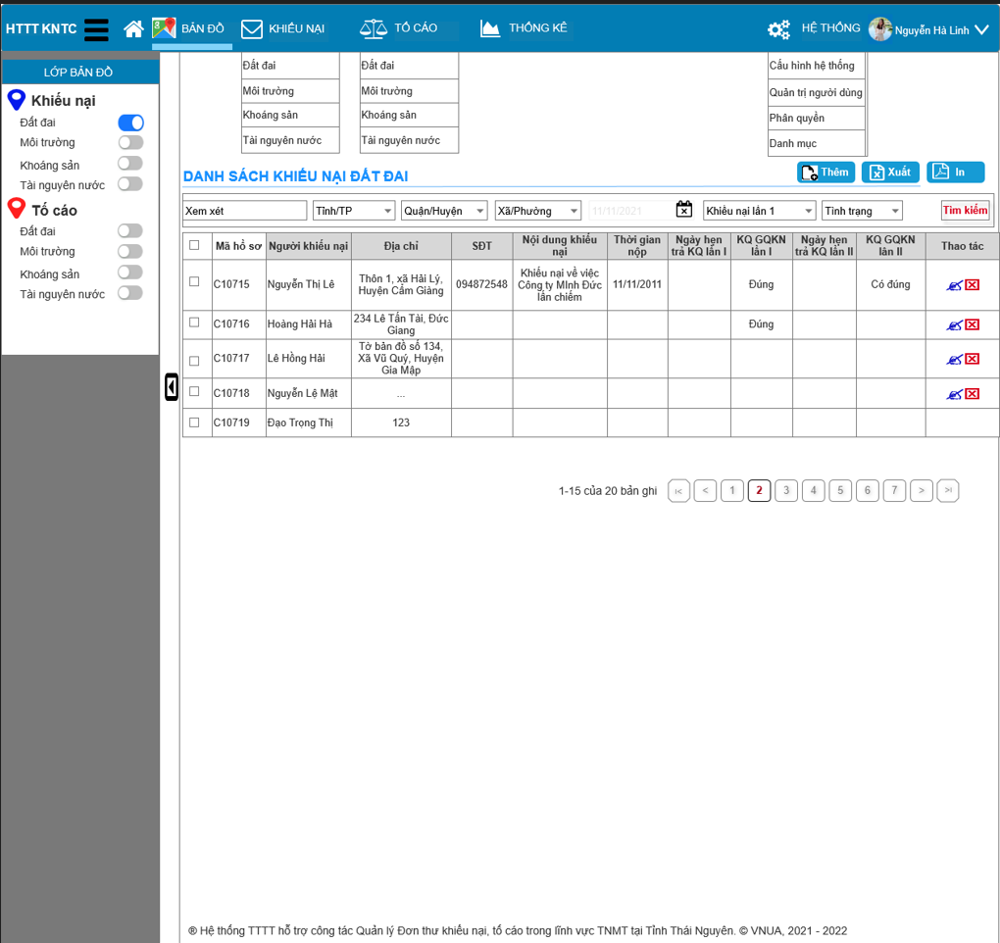 HTTT KNTC BẢN ĐỒ KHIẾU NẠI TỐ CÁO THỐNG KÊ HỆ THỐNG Nguyễn Hà Linh
LỚP BẢN ĐỒ
Khiếu nại
Đất đai
Môi trường
Khoáng sản
Tài nguyên nước
Tố cáo
Đất đai
Môi trường
Khoáng sản
Tài nguyên nước
Đất đai Đất đai Cấu hình hệ thống
Môi trường Môi trường Quản trị người dùng
Khoáng sản Khoáng sản Phân quyền
Tài nguyên nước Tài nguyên nước Danh mục
DANH SÁCH KHIẾU NẠI ĐẤT ĐAI Thêm Xuất In
Xem xét Tỉnh/TP Quận/Huyện Xã/Phường 11/11/2021 Khiếu nại lần 1 Tình trạng Tìm kiếm
Mã hồ sơ Người khiếu nại Địa chỉ SĐT Nội dung khiếu nại Thời gian nộp Ngày hẹn trả KQ lần I KQ GQKN lần I Ngày hẹn trả KQ lần II KQ GQKN lần II Thao tác
C10715 Nguyễn Thị Lê Thôn 1, xã Hải Lý, Huyện Cẩm Giàng 094872548 Khiếu nại về việc Công ty MInh Đức lấn chiếm 11/11/2011 Đúng Có đúng
C10716 Hoàng Hải Hà 234 Lê Tấn Tài, Đức Giang Đúng
C10717 Lê Hồng Hải Tờ bản đồ số 134, Xã Vũ Quý, Huyện Gia Mập
C10718 Nguyễn Lệ Mật ...
C10719 Đạo Trọng Thị 123
1-15 của 20 bản ghi |< < 1 2 3 4 5 6 7 > >|
® Hệ thống TTTT hỗ trợ công tác Quản lý Đơn thư khiếu nại, tố cáo trong lĩnh vực TNMT tại Tỉnh Thái Nguyên. © VNUA, 2021 - 2022